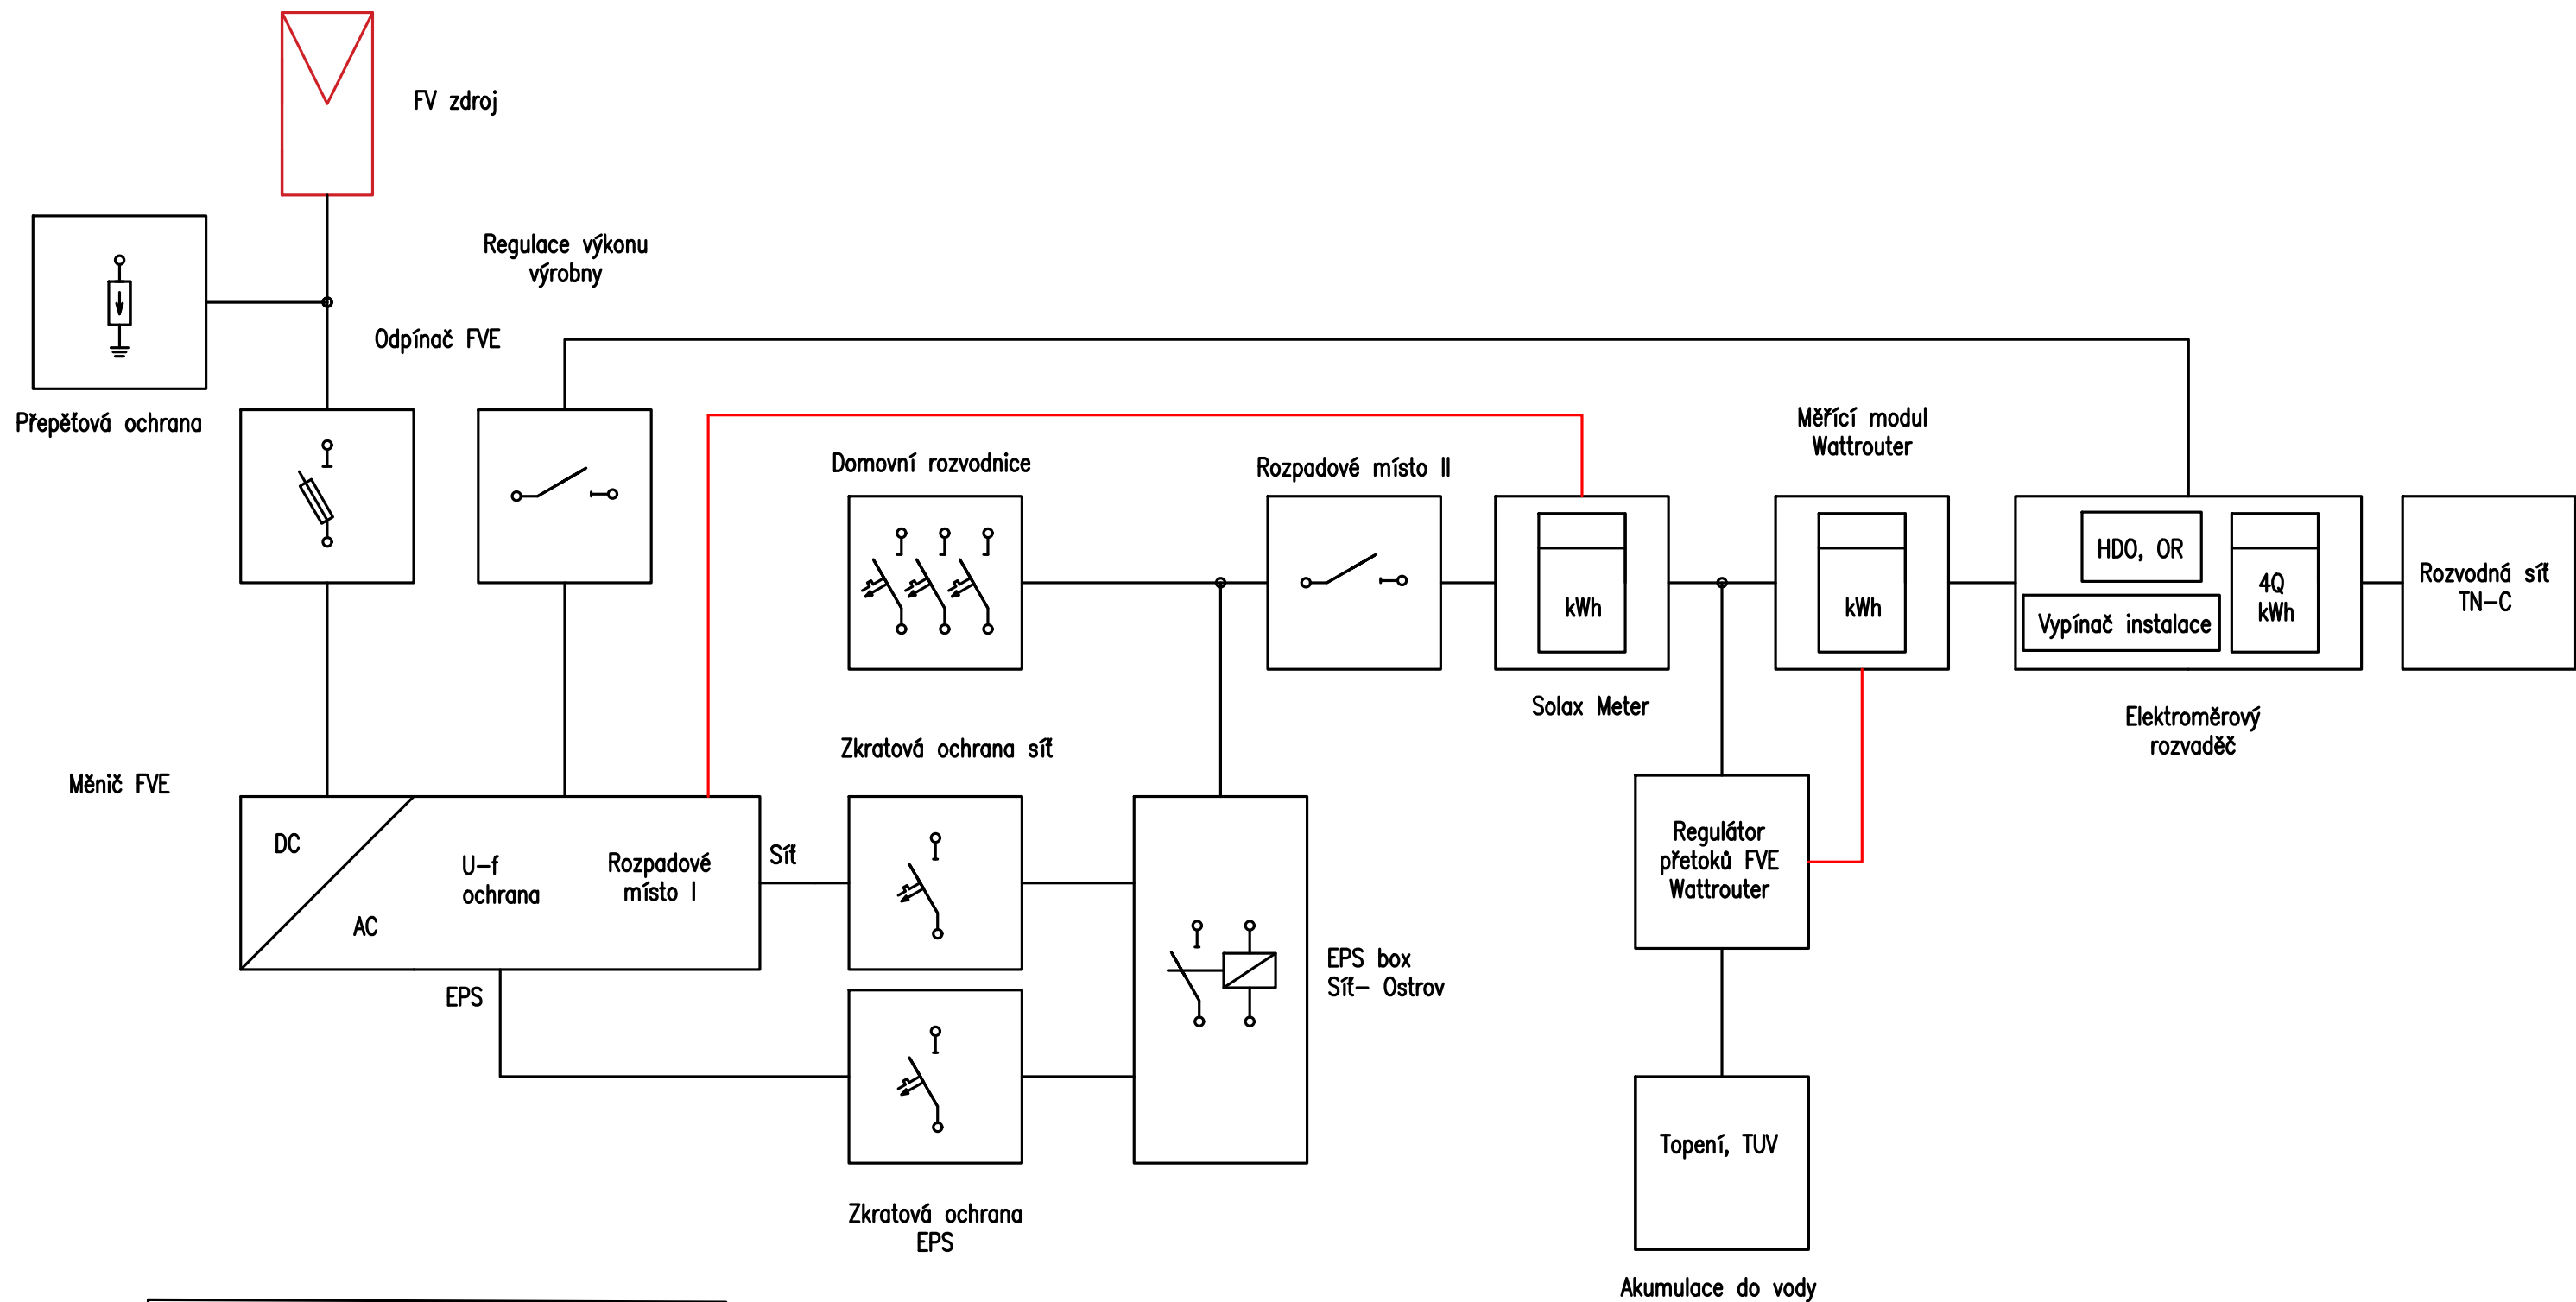 FV zdroj
Regulace výkonu
výrobny
Odpínač FVE
Přepěťová ochrana
Měřící modul
Wattrouter
Domovní rozvodnice
Rozpadové místo II
HDO, OR
Vypínač instalace
4Q
kWh
kWh
kWh
Rozvodná síť
TN-C
Solax Meter
Elektroměrový
rozvaděč
Zkratová ochrana síť
Měnič FVE
DC
AC
U-f
ochrana
Rozpadové
místo I
Síť
Regulátor
přetoků FVE
Wattrouter
EPS box
Síť- Ostrov
EPS
Topení, TUV
Zkratová ochrana
EPS
Akumulace do vody